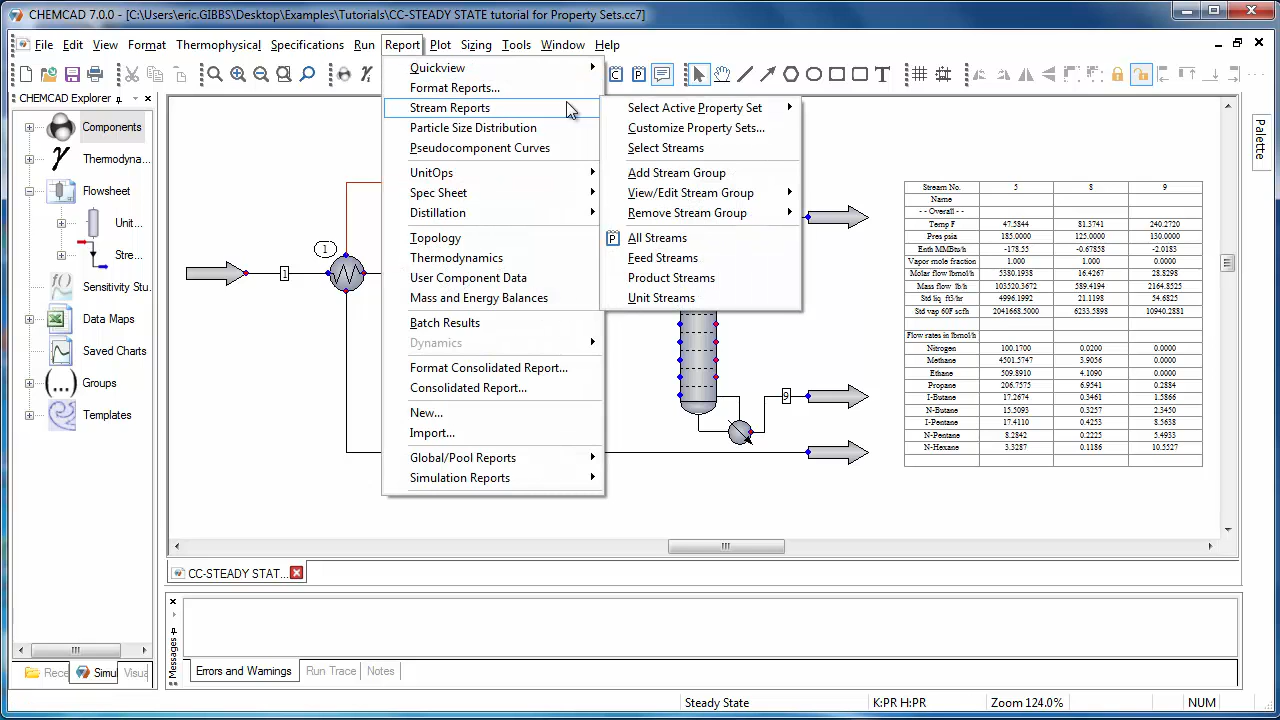 CHEMCAD 7.0.0 - [C:\Users\eric.GIBBS\Desktop\Examples\Tutorials\CC-STEADY STATE tutorial for Property Sets.cc7]
File Edit View Format Thermophysical Specifications Run Report Plot Sizing Tools Window Help
CHEMCAD Explorer
Components
Thermodyna...
Flowsheet
Unit...
Stre...
Sensitivity Stu.
Data Maps
Saved Charts
Groups
Templates
Rece
Simu
Visua
Quickview
Format Reports...
Stream Reports
Particle Size Distribution
Pseudocomponent Curves
UnitOps
Spec Sheet
Distillation
Topology
Thermodynamics
User Component Data
Mass and Energy Balances
Batch Results
Dynamics
Format Consolidated Report...
Consolidated Report...
New...
Import...
Global/Pool Reports
Simulation Reports
Select Active Property Set
Customize Property Sets...
Select Streams
Add Stream Group
View/Edit Stream Group
Remove Stream Group
P All Streams
Feed Streams
Product Streams
Unit Streams
1
1
9
Stream No. 5 8 9
Name
- - Overall - -
Temp F 47.5844 81.3741 240.2720
Pres psia 185.0000 125.0000 130.0000
Enth MMBtu/h -178.55 -0.67858 -2.0183
Vapor mole fraction 1.000 1.000 0.0000
Molar flow lbmol/h 5380.1938 16.4267 28.8298
Mass flow lb/h 103520.3672 589.4194 2164.8525
Std liq ft3/hr 4996.1992 21.1198 54.6825
Std vap 60F scfh 2041668.5000 6233.5898 10940.2881
Flow rates in lbmol/h
Nitrogen 100.1700 0.0200 0.0000
Methane 4501.5747 3.9056 0.0000
Ethane 509.8910 4.1090 0.0000
Propane 206.7575 6.9541 0.2884
I-Butane 17.2674 0.3461 1.5866
N-Butane 15.5093 0.3257 2.3450
I-Pentane 17.4110 0.4253 8.5638
N-Pentane 8.2842 0.2225 5.4933
N-Hexane 3.3287 0.1186 10.5527
Palette
CC-STEADY STAT...
Messages
Errors and Warnings Run Trace Notes
Steady State K:PR H:PR Zoom 124.0% NUM